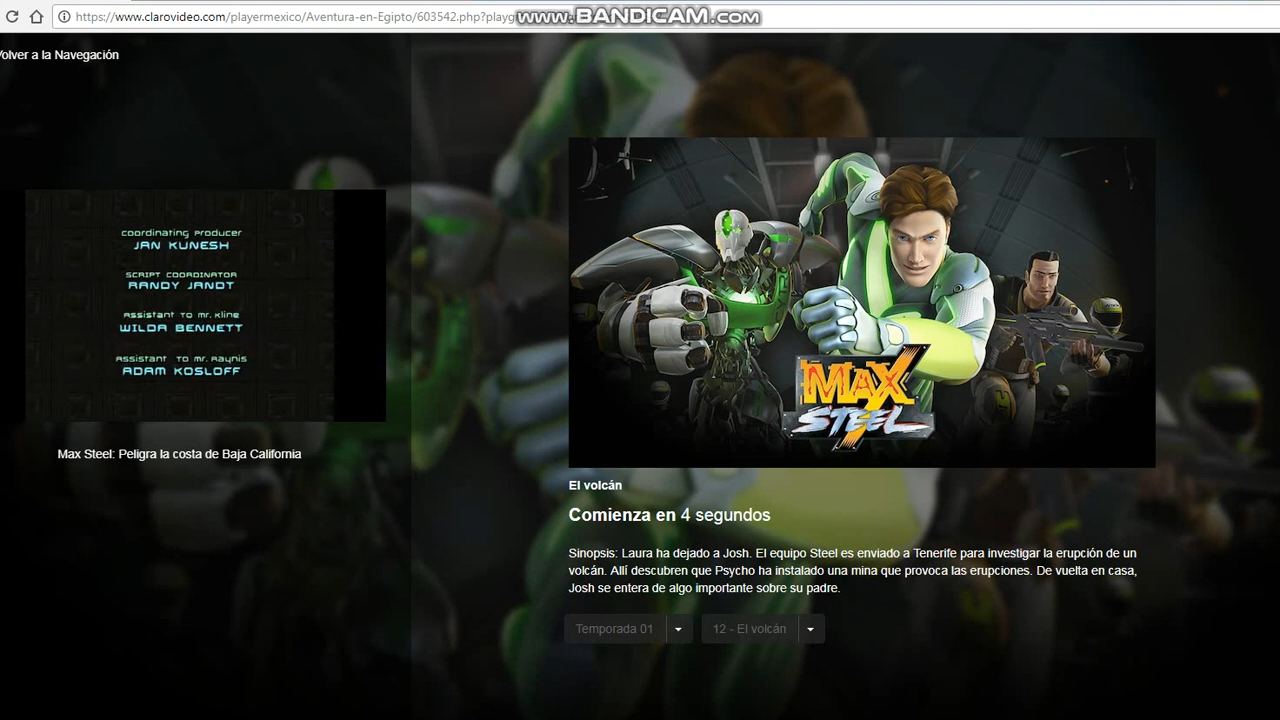 https://www.clarovideo.com/playermexico/Aventura-en-Egipto/603542.php?playg
www.BANDICAM.com
Volver a la Navegación
coordinating producer
JAN KUNESH
SCRIPT COORDINATOR
RANDY JANDT
Assistant to mr. Kline
WILDA BENNETT
Assistant to mr. Raynis
ADAM KOSLOFF
Max Steel: Peligra la costa de Baja California
MAX
STEEL
El volcán
Comienza en 4 segundos
Sinopsis: Laura ha dejado a Josh. El equipo Steel es enviado a Tenerife para investigar la erupción de un
volcán. Allí descubren que Psycho ha instalado una mina que provoca las erupciones. De vuelta en casa,
Josh se entera de algo importante sobre su padre.
Temporada 01
12 - El volcán